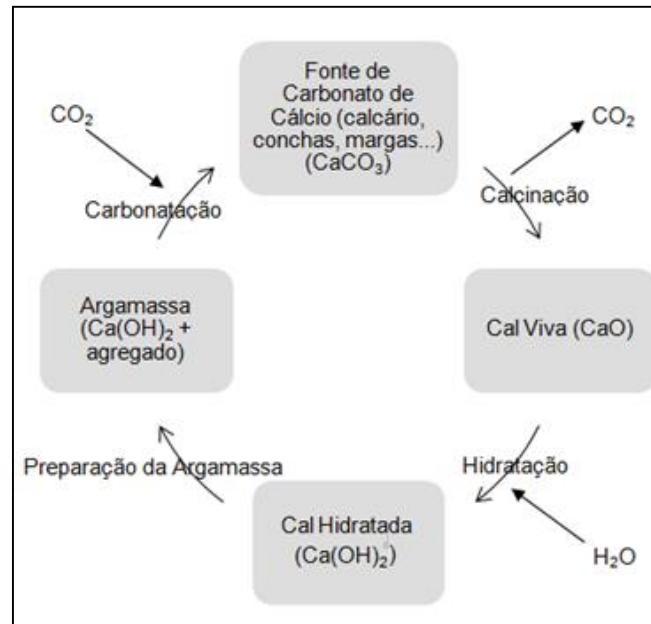 Fonte de
Carbonato de
Cálcio (calcário,
conchas, margas...)
(CaCO₃)
CO₂
CO₂
Carbonatação
Calcinação
Argamassa
(Ca(OH)₂ +
agregado)
Cal Viva (CaO)
Preparação da Argamassa
Hidratação
Cal Hidratada
(Ca(OH)₂)
H₂O